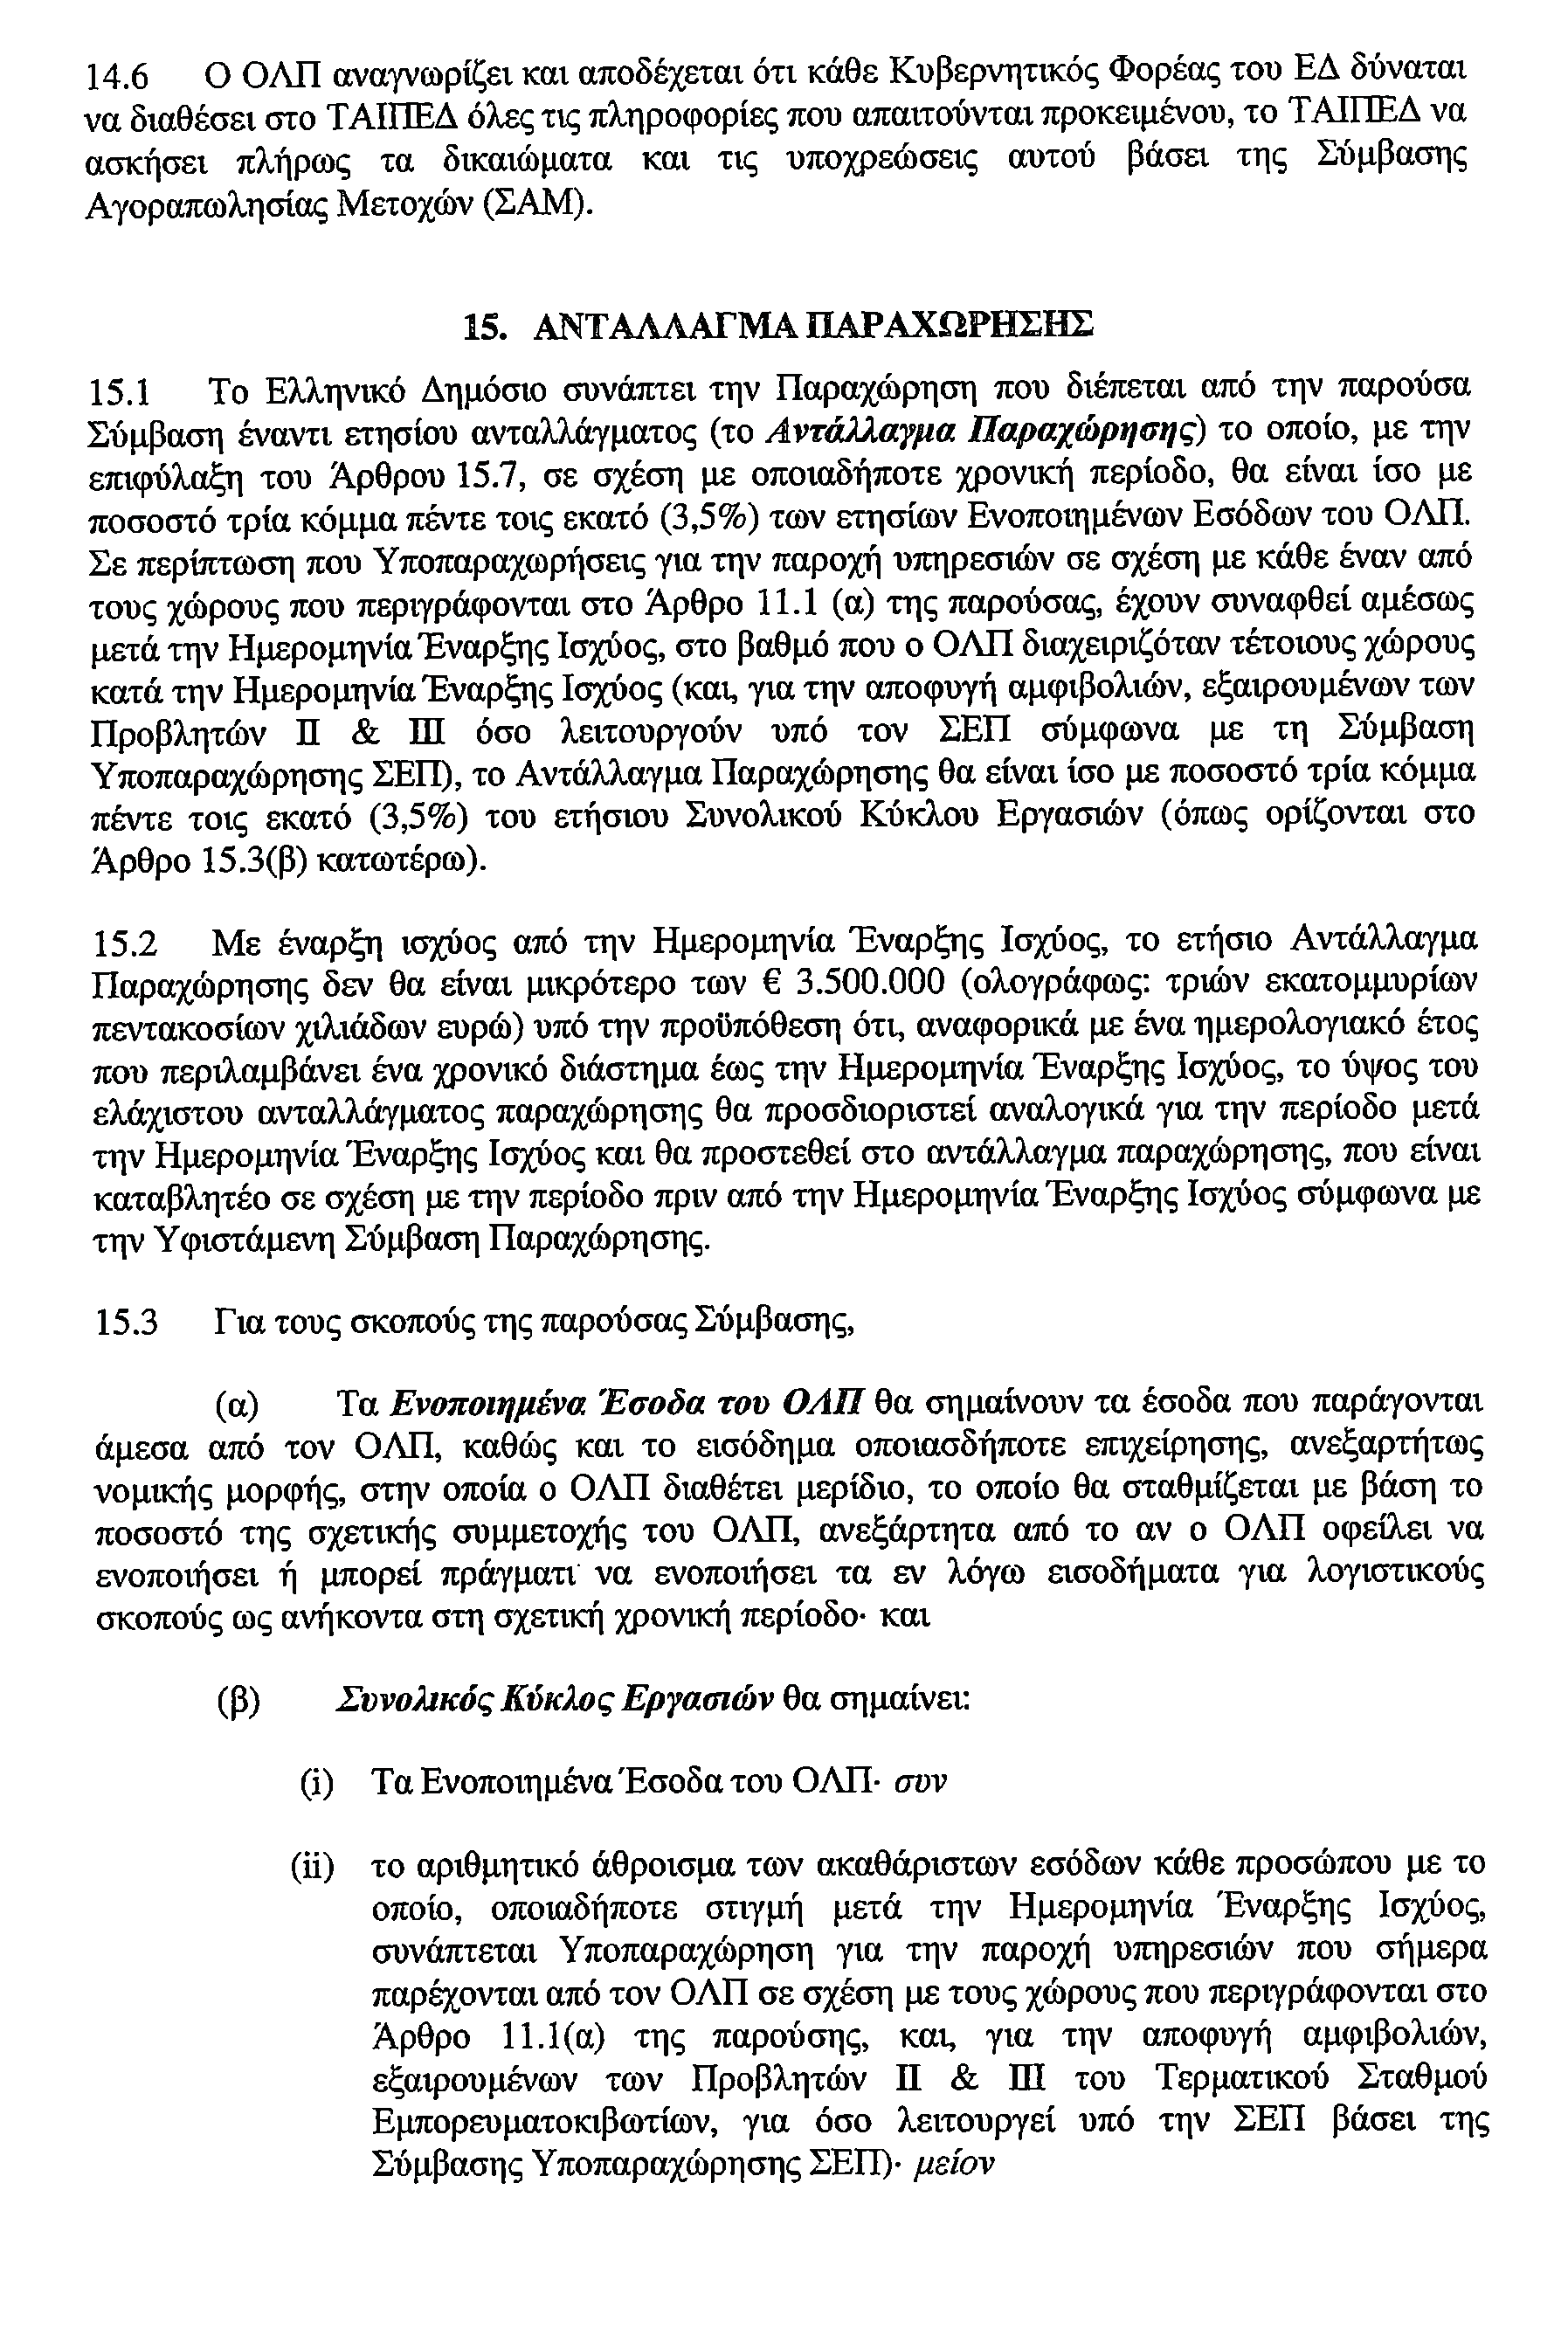 14.6 Ο ΟΛΠ αναγνωρίζει και αποδέχεται ότι κάθε Κυβερνητικός Φορέας του ΕΔ δύναται
να διαθέσει στο ΤΑΙΠΕΔ όλες τις πληροφορίες που απαιτούνται προκειμένου, το ΤΑΙΠΕΔ να
ασκήσει πλήρως τα δικαιώματα και τις υποχρεώσεις αυτού βάσει της Σύμβασης
Αγοραπωλησίας Μετοχών (ΣΑΜ).
15. ΑΝΤΑΛΛΑΓΜΑ ΠΑΡΑΧΩΡΗΣΗΣ
15.1 Το Ελληνικό Δημόσιο συνάπτει την Παραχώρηση που διέπεται από την παρούσα
Σύμβαση έναντι ετησίου ανταλλάγματος (το Αντάλλαγμα Παραχώρησης) το οποίο, με την
επιφύλαξη του Άρθρου 15.7, σε σχέση με οποιαδήποτε χρονική περίοδο, θα είναι ίσο με
ποσοστό τρία κόμμα πέντε τοις εκατό (3,5%) των ετησίων Ενοποιημένων Εσόδων του ΟΛΠ.
Σε περίπτωση που Υποπαραχωρήσεις για την παροχή υπηρεσιών σε σχέση με κάθε έναν από
τους χώρους που περιγράφονται στο Άρθρο 11.1 (α) της παρούσας, έχουν συναφθεί αμέσως
μετά την Ημερομηνία Έναρξης Ισχύος, στο βαθμό που ο ΟΛΠ διαχειριζόταν τέτοιους χώρους
κατά την Ημερομηνία Έναρξης Ισχύος (και, για την αποφυγή αμφιβολιών, εξαιρουμένων των
Προβλητών ΙΙ & ΙΙΙ όσο λειτουργούν υπό τον ΣΕΠ σύμφωνα με τη Σύμβαση
Υποπαραχώρησης ΣΕΠ), το Αντάλλαγμα Παραχώρησης θα είναι ίσο με ποσοστό τρία κόμμα
πέντε τοις εκατό (3,5%) του ετήσιου Συνολικού Κύκλου Εργασιών (όπως ορίζονται στο
Άρθρο 15.3(β) κατωτέρω).
15.2 Με έναρξη ισχύος από την Ημερομηνία Έναρξης Ισχύος, το ετήσιο Αντάλλαγμα
Παραχώρησης δεν θα είναι μικρότερο των € 3.500.000 (ολογράφως: τριών εκατομμυρίων
πεντακοσίων χιλιάδων ευρώ) υπό την προϋπόθεση ότι, αναφορικά με ένα ημερολογιακό έτος
που περιλαμβάνει ένα χρονικό διάστημα έως την Ημερομηνία Έναρξης Ισχύος, το ύψος του
ελάχιστου ανταλλάγματος παραχώρησης θα προσδιοριστεί αναλογικά για την περίοδο μετά
την Ημερομηνία Έναρξης Ισχύος και θα προστεθεί στο αντάλλαγμα παραχώρησης, που είναι
καταβλητέο σε σχέση με την περίοδο πριν από την Ημερομηνία Έναρξης Ισχύος σύμφωνα με
την Υφιστάμενη Σύμβαση Παραχώρησης.
15.3 Για τους σκοπούς της παρούσας Σύμβασης,
(α) Τα Ενοποιημένα Έσοδα του ΟΛΠ θα σημαίνουν τα έσοδα που παράγονται
άμεσα από τον ΟΛΠ, καθώς και το εισόδημα οποιασδήποτε επιχείρησης, ανεξαρτήτως
νομικής μορφής, στην οποία ο ΟΛΠ διαθέτει μερίδιο, το οποίο θα σταθμίζεται με βάση το
ποσοστό της σχετικής συμμετοχής του ΟΛΠ, ανεξάρτητα από το αν ο ΟΛΠ οφείλει να
ενοποιήσει ή μπορεί πράγματι να ενοποιήσει τα εν λόγω εισοδήματα για λογιστικούς
σκοπούς ως ανήκοντα στη σχετική χρονική περίοδο· και
(β) Συνολικός Κύκλος Εργασιών θα σημαίνει:
(i) Τα Ενοποιημένα Έσοδα του ΟΛΠ· συν
(ii) το αριθμητικό άθροισμα των ακαθάριστων εσόδων κάθε προσώπου με το
οποίο, οποιαδήποτε στιγμή μετά την Ημερομηνία Έναρξης Ισχύος,
συνάπτεται Υποπαραχώρηση για την παροχή υπηρεσιών που σήμερα
παρέχονται από τον ΟΛΠ σε σχέση με τους χώρους που περιγράφονται στο
Άρθρο 11.1(α) της παρούσης, και, για την αποφυγή αμφιβολιών,
εξαιρουμένων των Προβλητών ΙΙ & ΙΙΙ του Τερματικού Σταθμού
Εμπορευματοκιβωτίων, για όσο λειτουργεί υπό την ΣΕΠ βάσει της
Σύμβασης Υποπαραχώρησης ΣΕΠ)· μείον